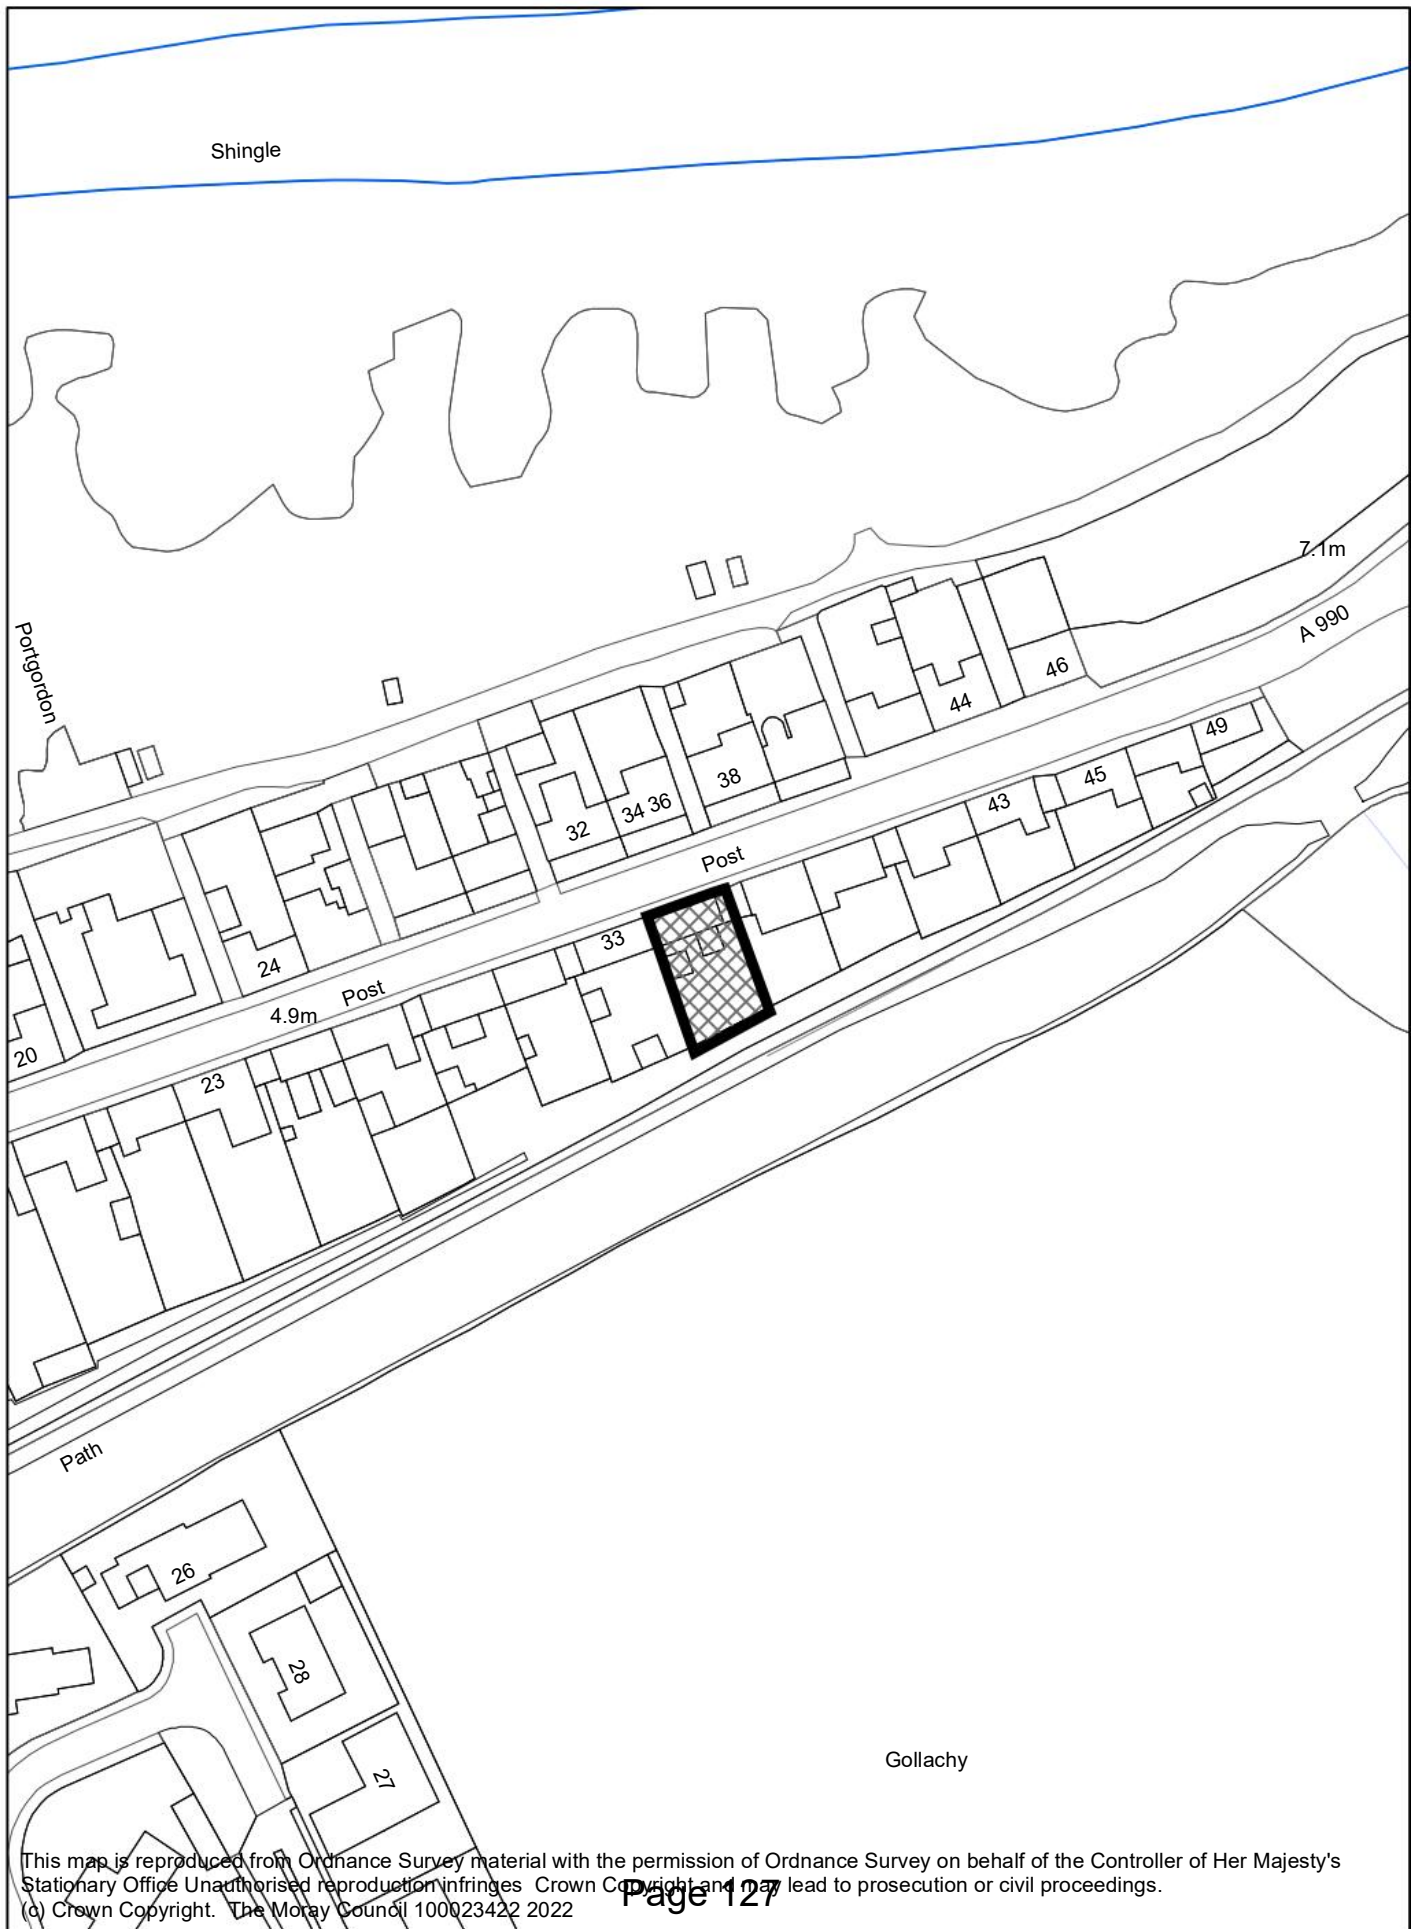 Shingle
7.1m
A 990
Portgordon
46
44
49
38
45
34 36
43
32
Post
33
24
Post
4.9m
20
23
Path
26
28
Gollachy
27
This map is reproduced from Ordnance Survey material with the permission of Ordnance Survey on behalf of the Controller of Her Majesty's
Stationary Office Unauthorised reproduction infringes Crown Copyright and may lead to prosecution or civil proceedings.
Page 127
(c) Crown Copyright. The Moray Council 100023422 2022